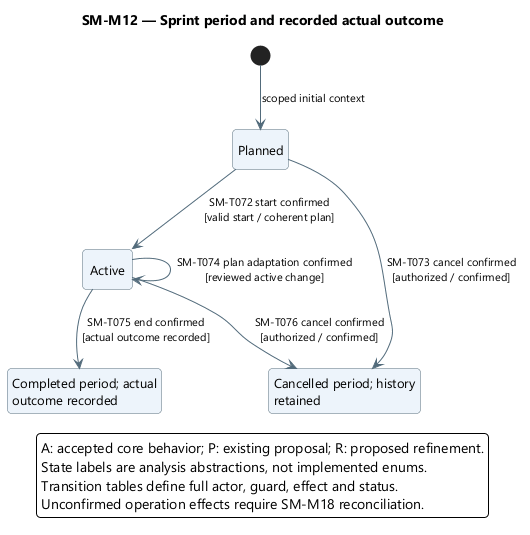 SM-M12 — Sprint period and recorded actual outcome
scoped initial context
Planned
SM-T072 start confirmed
[valid start / coherent plan]
SM-T074 plan adaptation confirmed
[reviewed active change]
SM-T073 cancel confirmed
[authorized / confirmed]
Active
SM-T075 end confirmed
[actual outcome recorded]
SM-T076 cancel confirmed
[authorized / confirmed]
Completed period; actual
outcome recorded
Cancelled period; history
retained
A: accepted core behavior; P: existing proposal; R: proposed refinement.
State labels are analysis abstractions, not implemented enums.
Transition tables define full actor, guard, effect and status.
Unconfirmed operation effects require SM-M18 reconciliation.